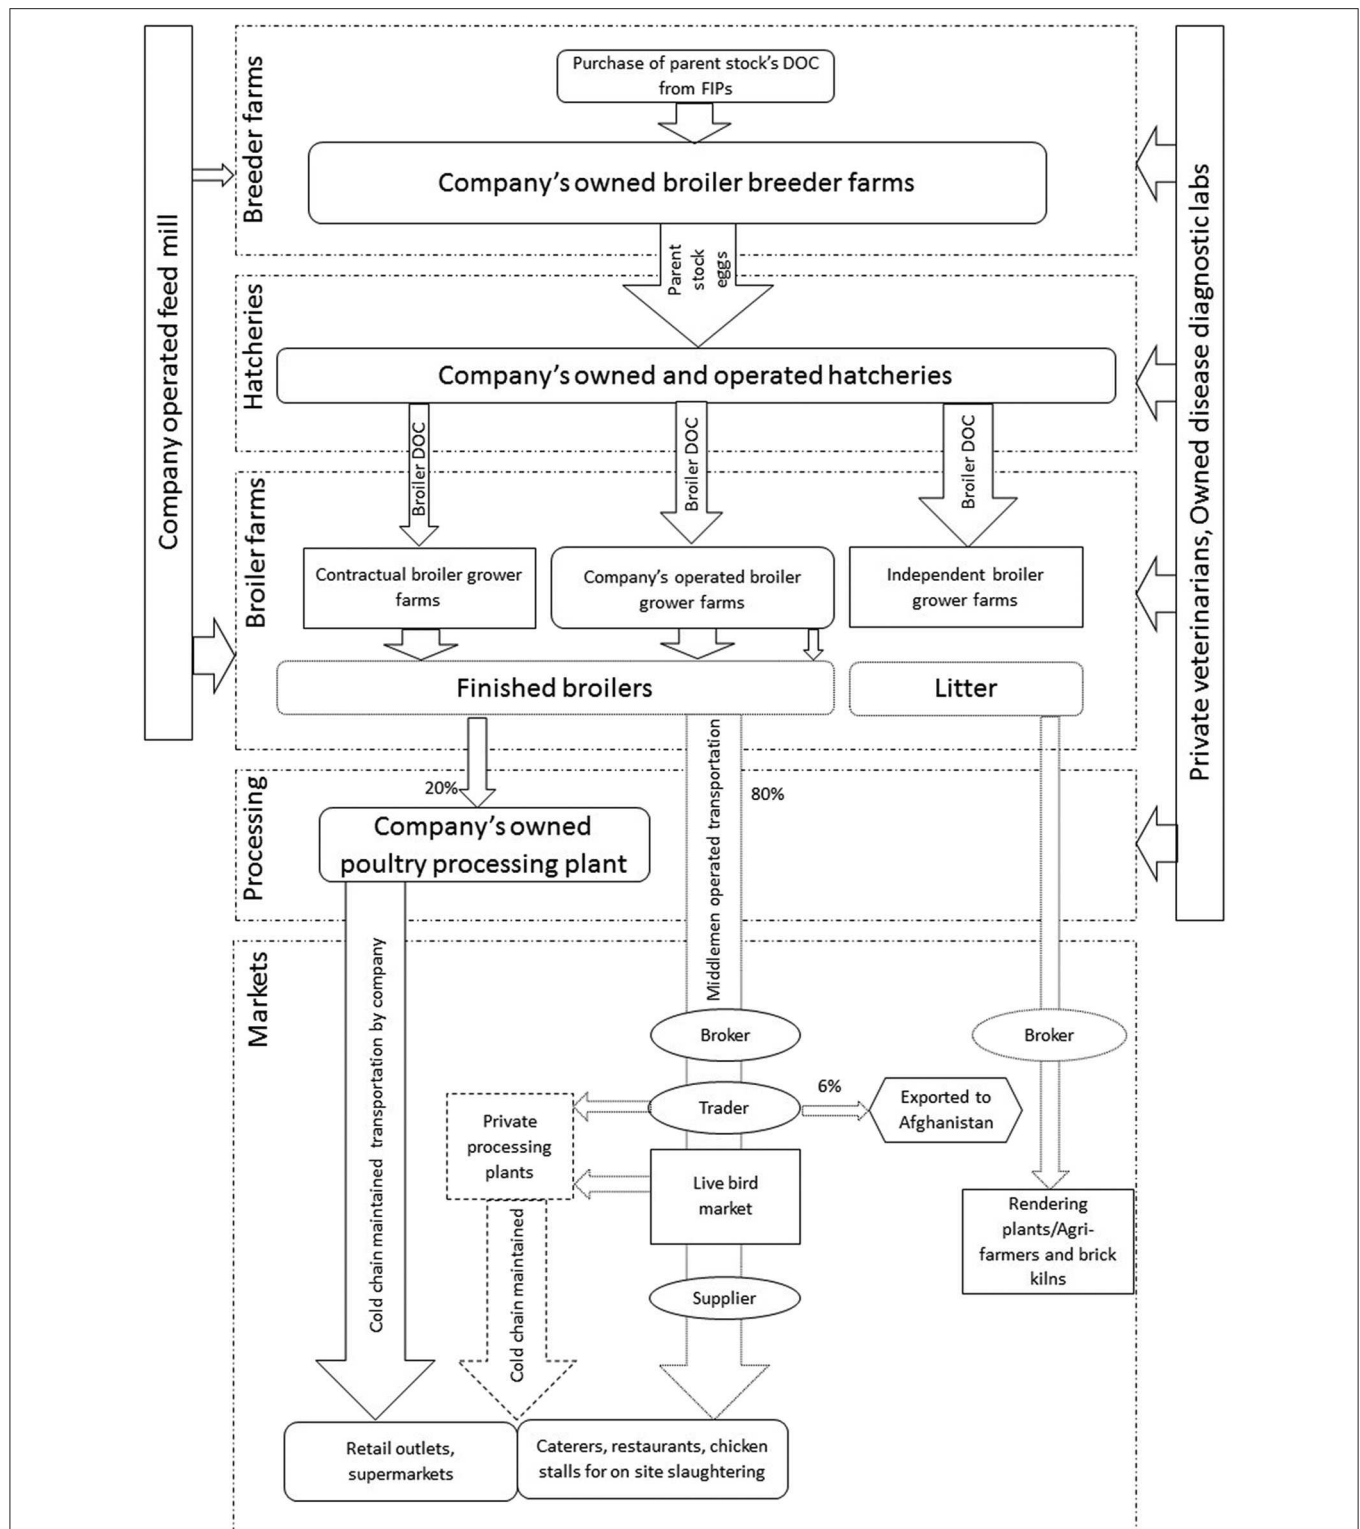 Company operated feed mill
Breeder farms
Purchase of parent stock's DOC
from FIPs
Company's owned broiler breeder farms
Parent
stock
eggs
Private veterinarians, Owned disease diagnostic labs
Hatcheries
Company's owned and operated hatcheries
Broiler DOC
Broiler DOC
Broiler DOC
Broiler farms
Contractual broiler grower
farms
Company's operated broiler
grower farms
Independent broiler
grower farms
Finished broilers
Litter
Processing
20%
Middlemen operated transportation
80%
Company's owned
poultry processing plant
Markets
Cold chain maintained transportation by company
Broker
Broker
Trader
6%
Exported to
Afghanistan
Private
processing
plants
Live bird
market
Rendering
plants/Agri-
farmers and brick
kilns
Cold chain maintained
Supplier
Retail outlets,
supermarkets
Caterers, restaurants, chicken
stalls for on site slaughtering